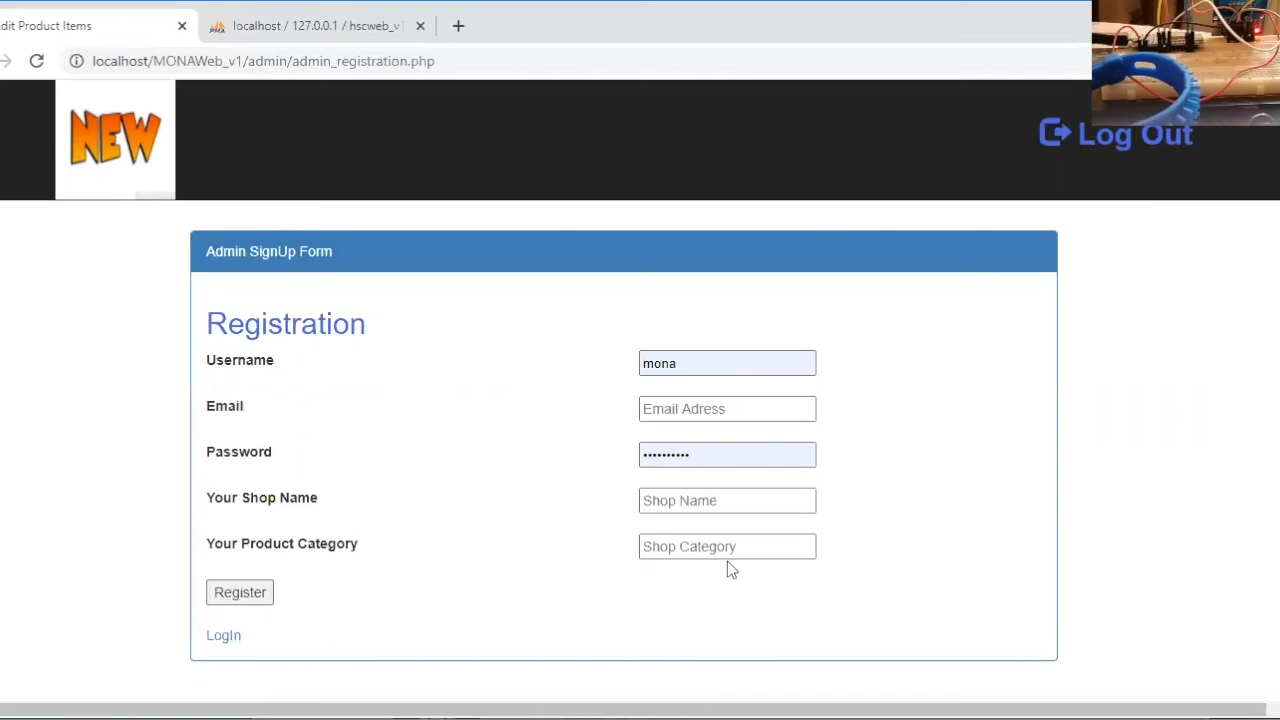 dit Product Items
localhost / 127.0.0.1 / hscweb_v
localhost/MONAWeb_v1/admin/admin_registration.php
NEW
Log Out
Admin SignUp Form
Registration
Username
mona
Email
Email Adress
Password
••••••••••
Your Shop Name
Shop Name
Your Product Category
Shop Category
Register
LogIn